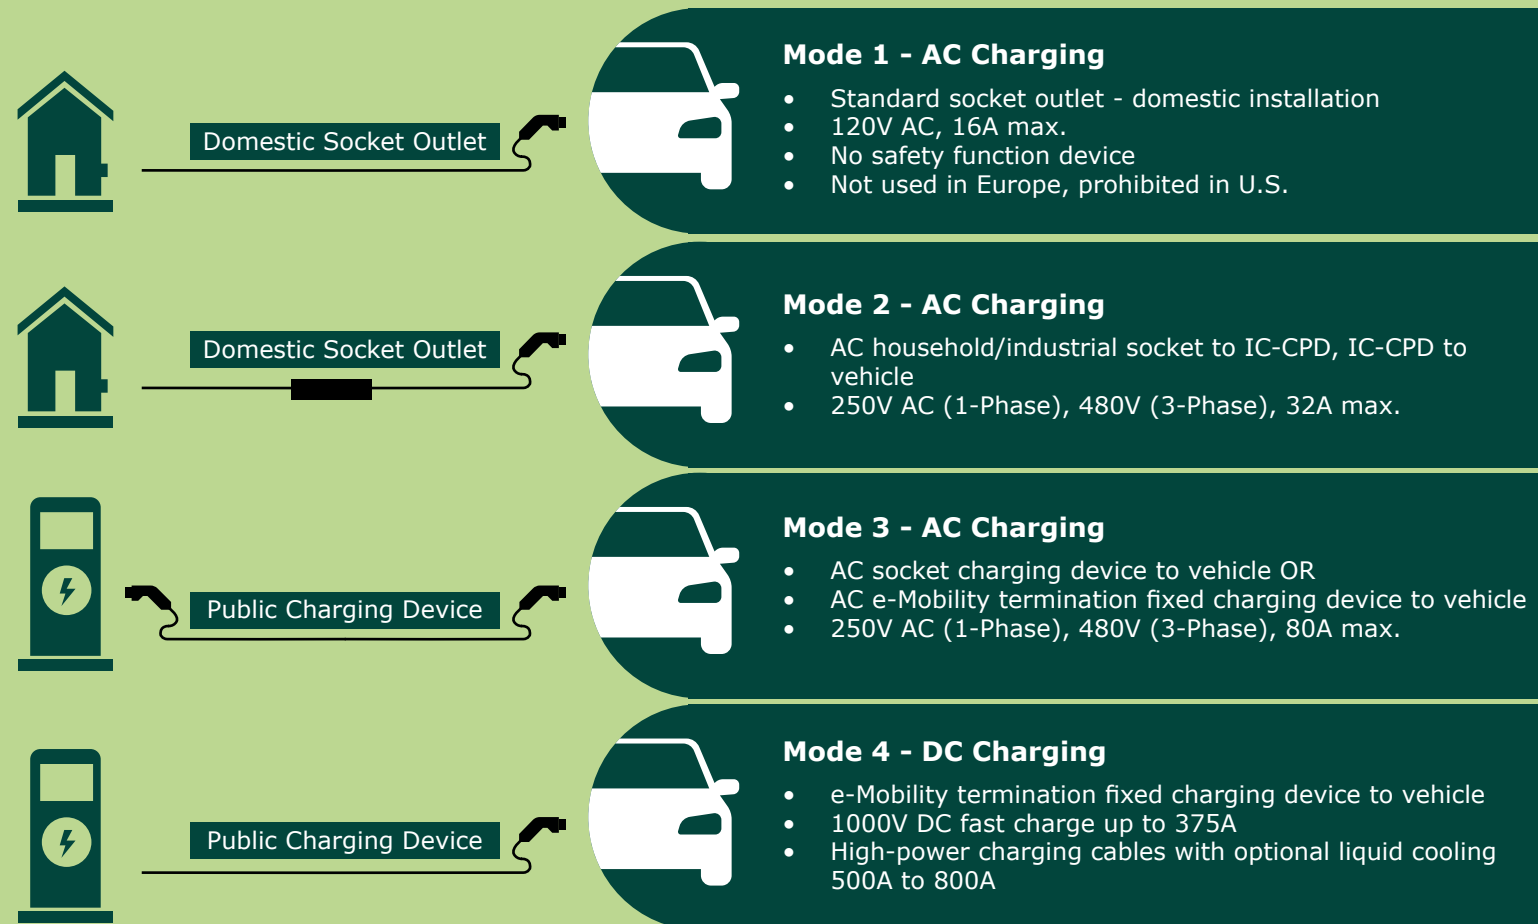 Domestic Socket Outlet
Mode 1 - AC Charging
• Standard socket outlet - domestic installation
• 120V AC, 16A max.
• No safety function device
• Not used in Europe, prohibited in U.S.
Domestic Socket Outlet
Mode 2 - AC Charging
• AC household/industrial socket to IC-CPD, IC-CPD to
vehicle
• 250V AC (1-Phase), 480V (3-Phase), 32A max.
Public Charging Device
Mode 3 - AC Charging
• AC socket charging device to vehicle OR
• AC e-Mobility termination fixed charging device to vehicle
• 250V AC (1-Phase), 480V (3-Phase), 80A max.
Public Charging Device
Mode 4 - DC Charging
• e-Mobility termination fixed charging device to vehicle
• 1000V DC fast charge up to 375A
• High-power charging cables with optional liquid cooling
500A to 800A